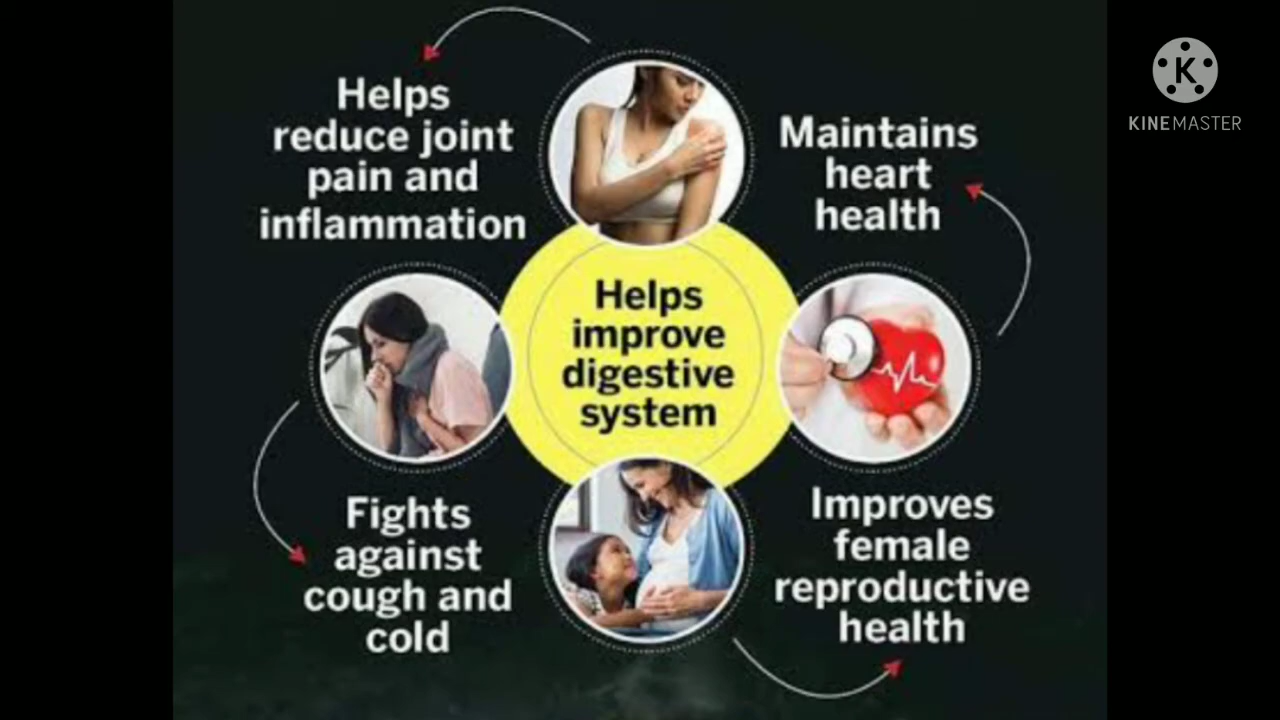 Helps
reduce joint
pain and
inflammation
Maintains
heart
health
Helps
improve
digestive
system
Fights
against
cough and
cold
Improves
female
reproductive
health
K
KINEMASTER